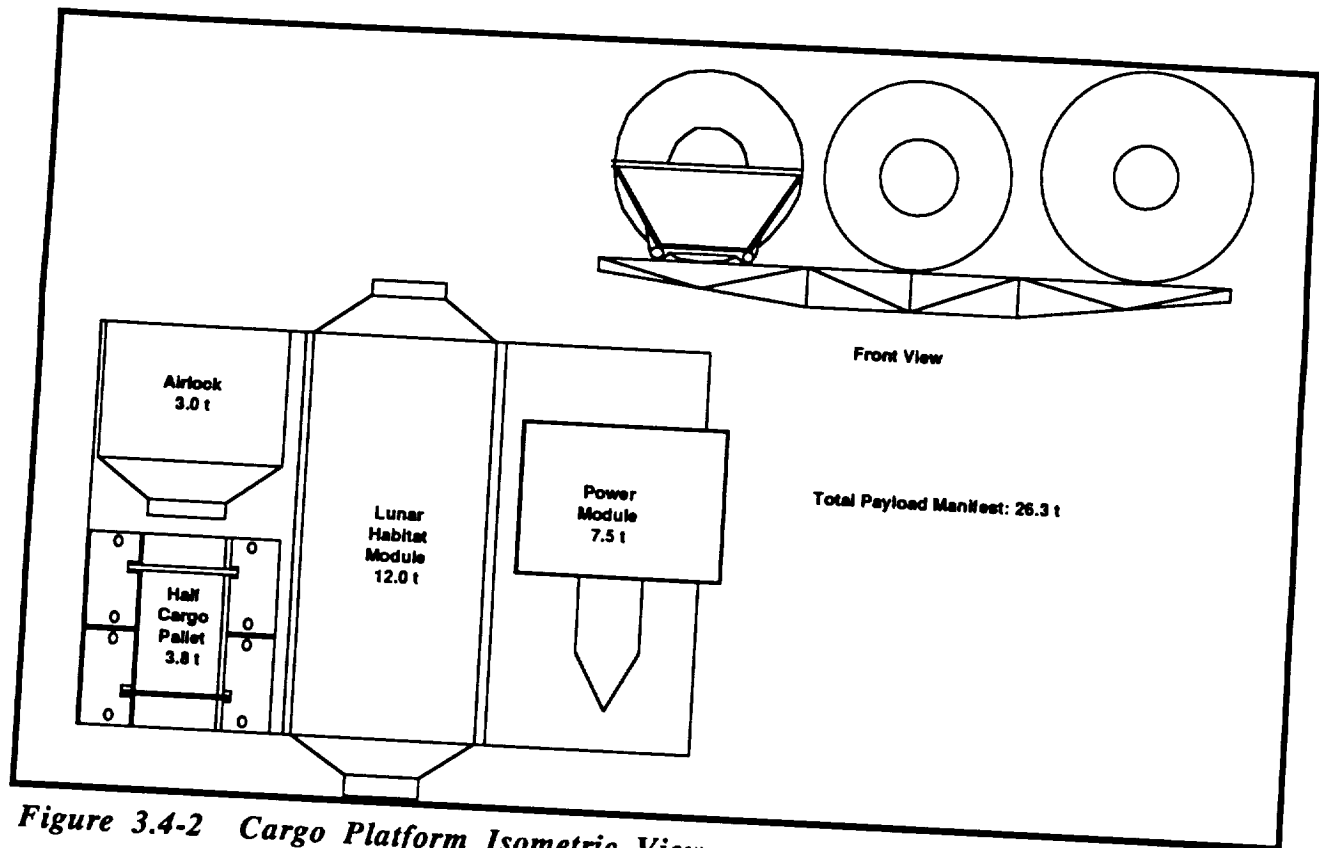 Front View
Airlock
3.0 t
Total Payload Manifest: 26.3 t
Lunar
Habitat
Module
12.0 t
Power
Module
7.5 t
Half
Cargo
Pallet
3.8 t
Figure 3.4-2 Cargo Platform Isometric View